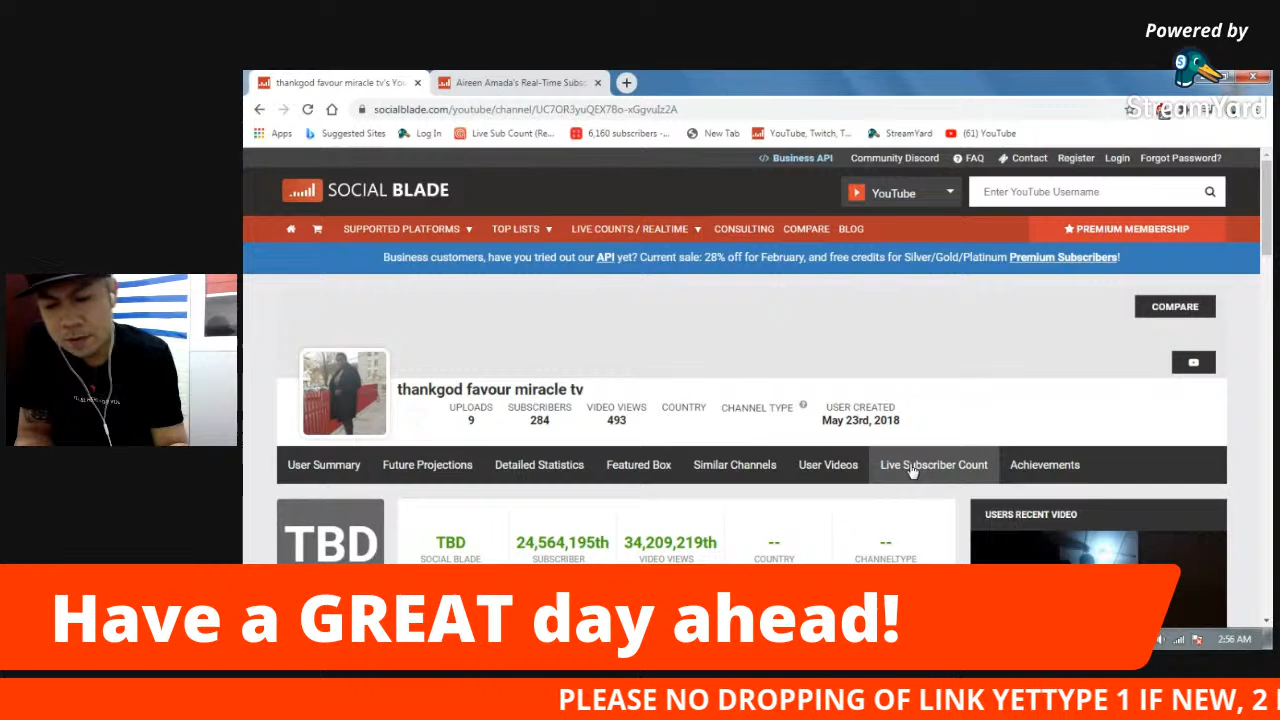 Powered by
StreamYard
thankgod favour miracle tv's You
Aireen Amada's Real-Time Subsc
socialblade.com/youtube/channel/UC7OR3yuQEX7Bo-xGgvuIz2A
Apps
Suggested Sites
Log In
Live Sub Count (Re...
6,160 subscribers -...
New Tab
YouTube, Twitch, T...
StreamYard
(61) YouTube
Business API
Community Discord
FAQ
Contact
Register
Login
Forgot Password?
SOCIAL BLADE
YouTube
Enter YouTube Username
SUPPORTED PLATFORMS
TOP LISTS
LIVE COUNTS / REALTIME
CONSULTING
COMPARE
BLOG
PREMIUM MEMBERSHIP
Business customers, have you tried out our API yet? Current sale: 28% off for February, and free credits for Silver/Gold/Platinum Premium Subscribers!
COMPARE
thankgod favour miracle tv
UPLOADS
9
SUBSCRIBERS
284
VIDEO VIEWS
493
COUNTRY
CHANNEL TYPE
USER CREATED
May 23rd, 2018
User Summary
Future Projections
Detailed Statistics
Featured Box
Similar Channels
User Videos
Live Subscriber Count
Achievements
TBD
TBD
SOCIAL BLADE
24,564,195th
SUBSCRIBER
34,209,219th
VIDEO VIEWS
--
COUNTRY
--
CHANNELTYPE
USERS RECENT VIDEO
Have a GREAT day ahead!
2:56 AM
PLEASE NO DROPPING OF LINK YETTYPE 1 IF NEW, 2